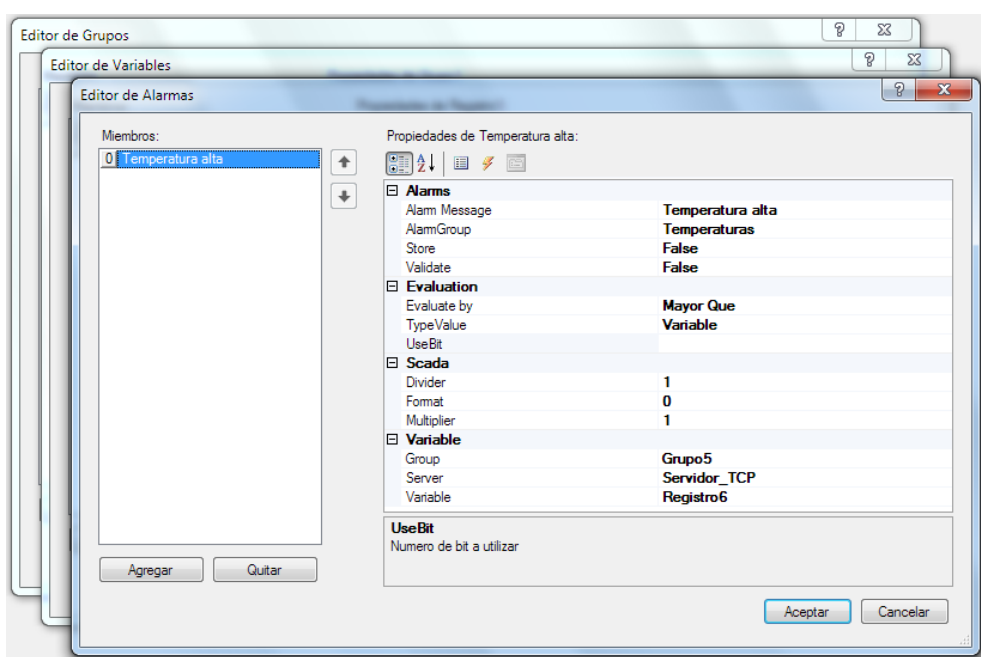 Editor de Grupos
Editor de Variables
Editor de Alarmas
Miembros:
0 Temperatura alta
Agregar Quitar
Propiedades de Temperatura alta:
Alarms
Alarm Message Temperatura alta
AlarmGroup Temperaturas
Store False
Validate False
Evaluation
Evaluate by Mayor Que
TypeValue Variable
UseBit
Scada
Divider 1
Format 0
Multiplier 1
Variable
Group Grupo5
Server Servidor_TCP
Variable Registro6
UseBit
Numero de bit a utilizar
Aceptar Cancelar